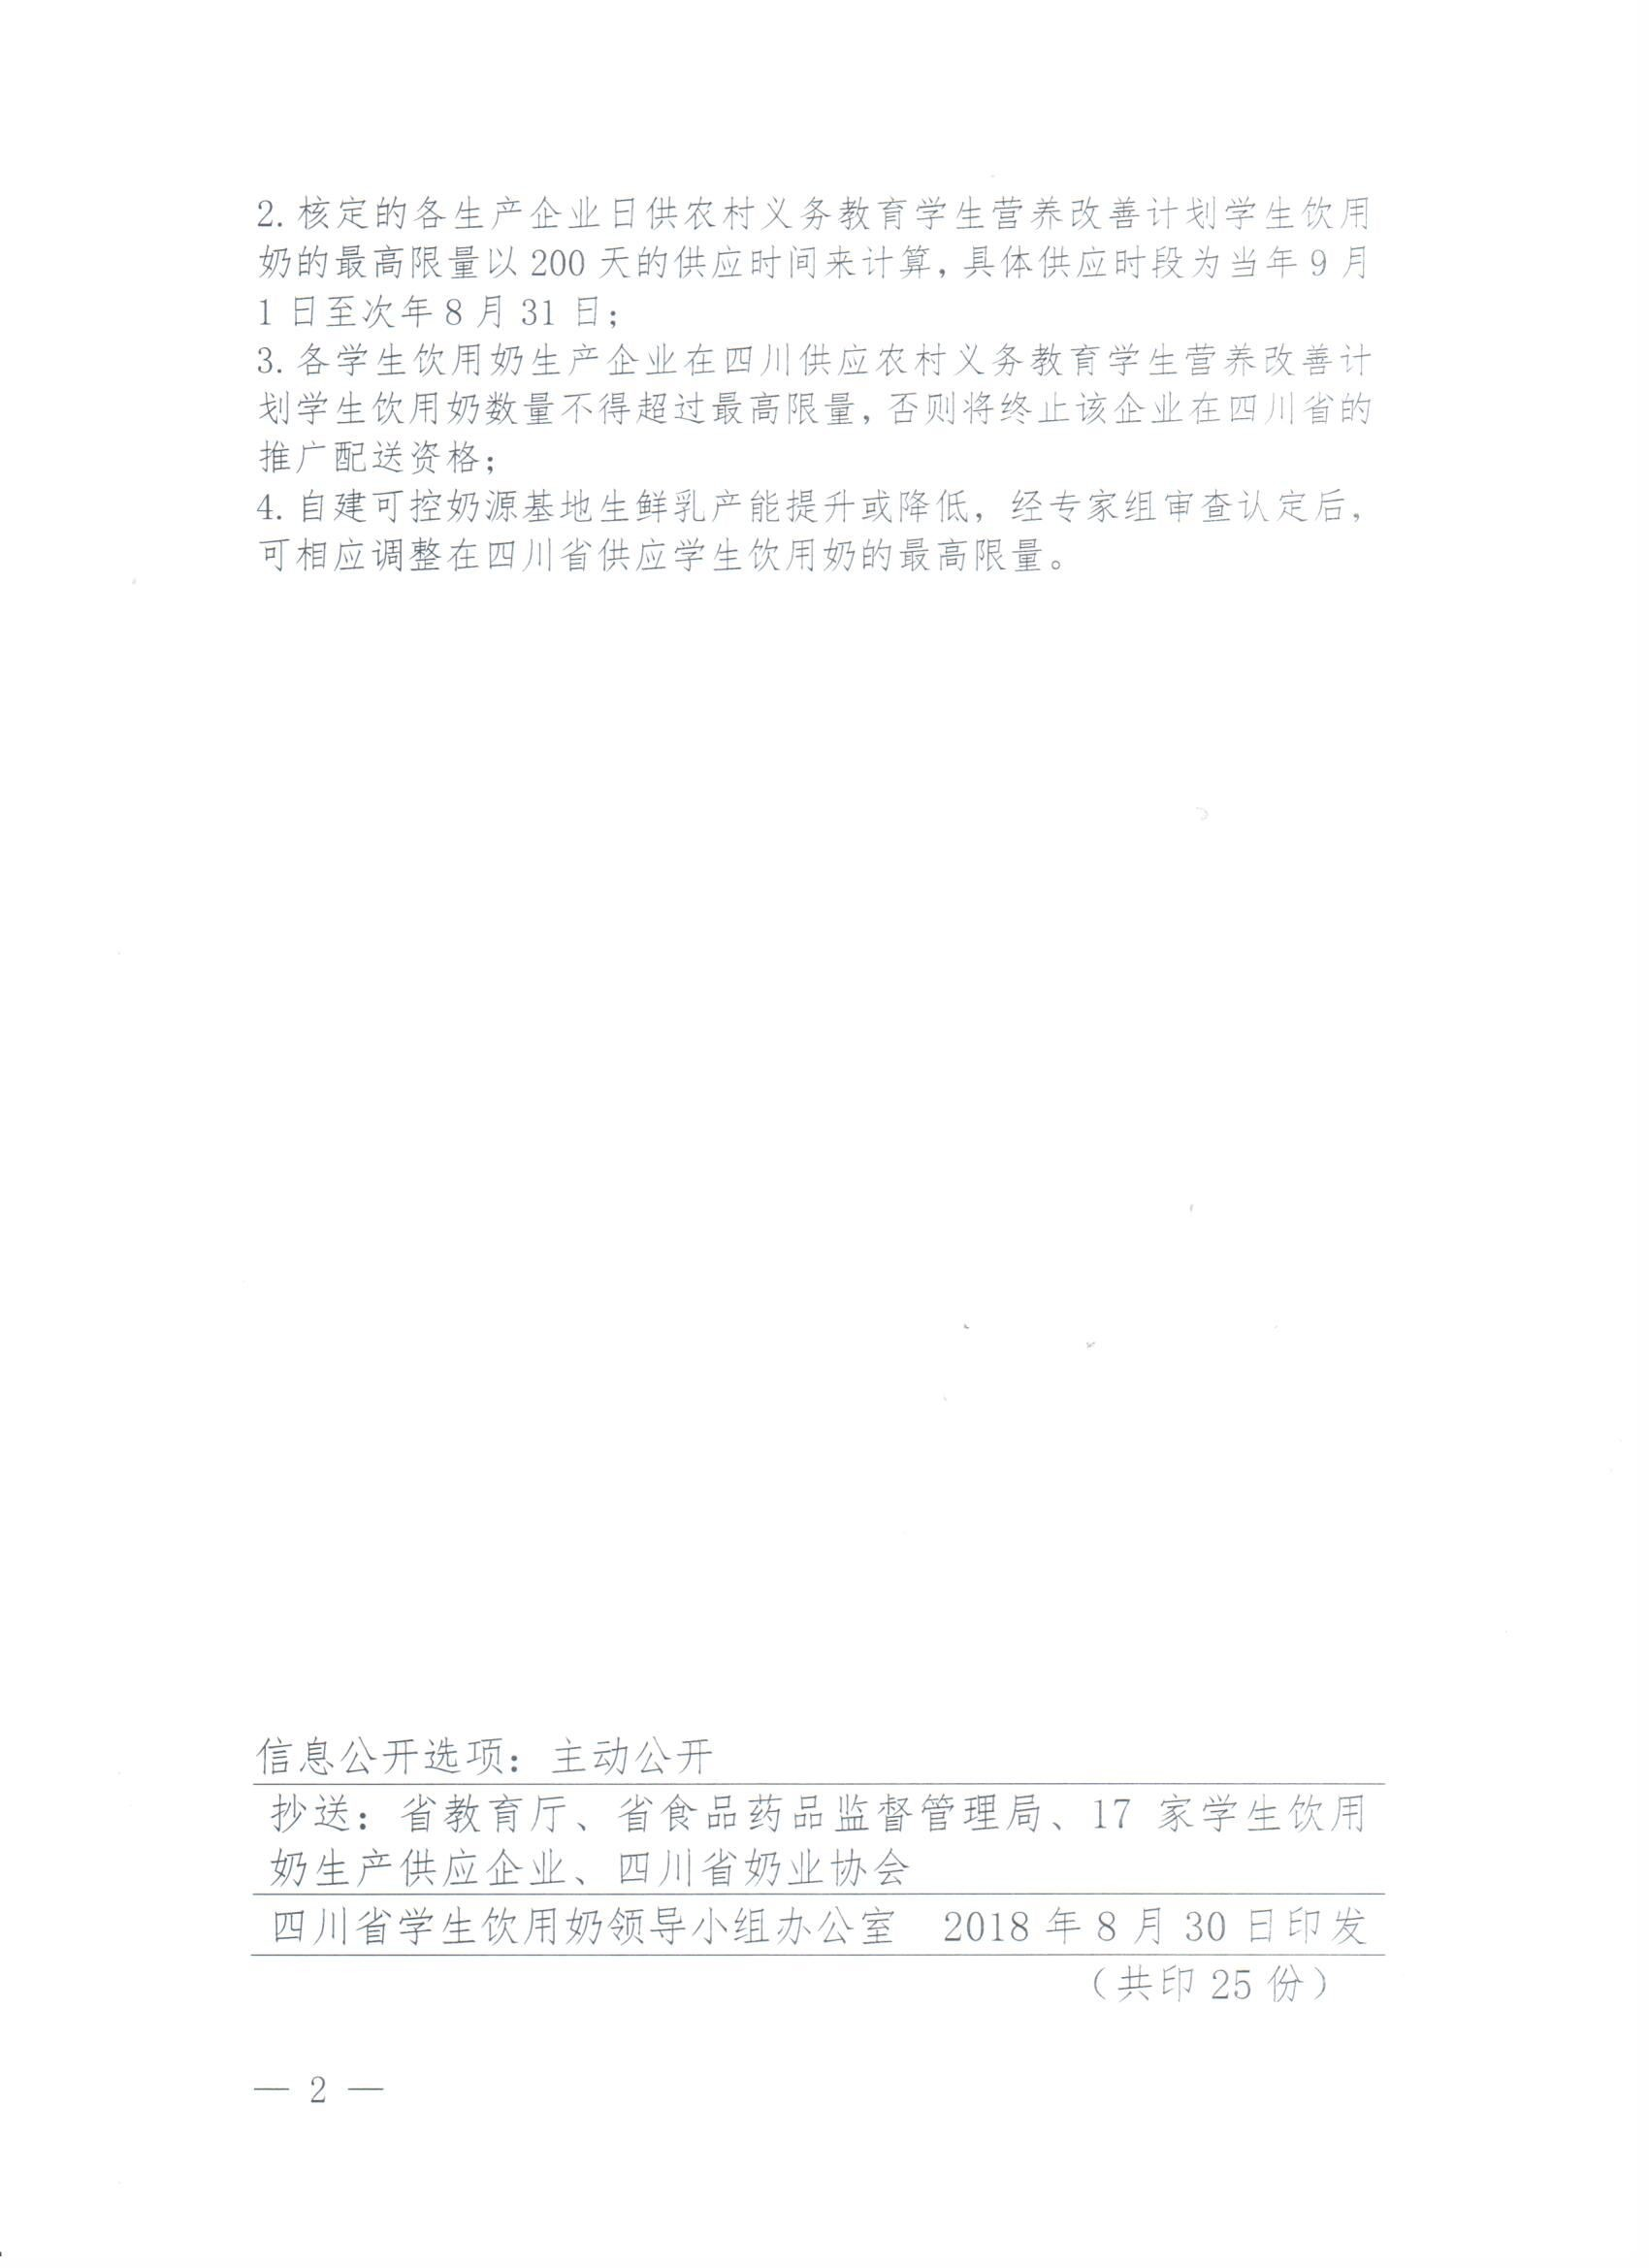 2. 核定的各生产企业日供农村义务教育学生营养改善计划学生饮用
奶的最高限量以 200 天的供应时间来计算，具体供应时段为当年 9 月
1 日至次年 8 月 31 日；
3. 各学生饮用奶生产企业在四川供应农村义务教育学生营养改善计
划学生饮用奶数量不得超过最高限量，否则将终止该企业在四川省的
推广配送资格；
4. 自建可控奶源基地生鲜乳产能提升或降低，经专家组审查认定后，
可相应调整在四川省供应学生饮用奶的最高限量。
信息公开选项：主动公开
抄送：省教育厅、省食品药品监督管理局、17 家学生饮用
奶生产供应企业、四川省奶业协会
四川省学生饮用奶领导小组办公室 2018 年 8 月 30 日印发
（共印 25 份）
— 2 —